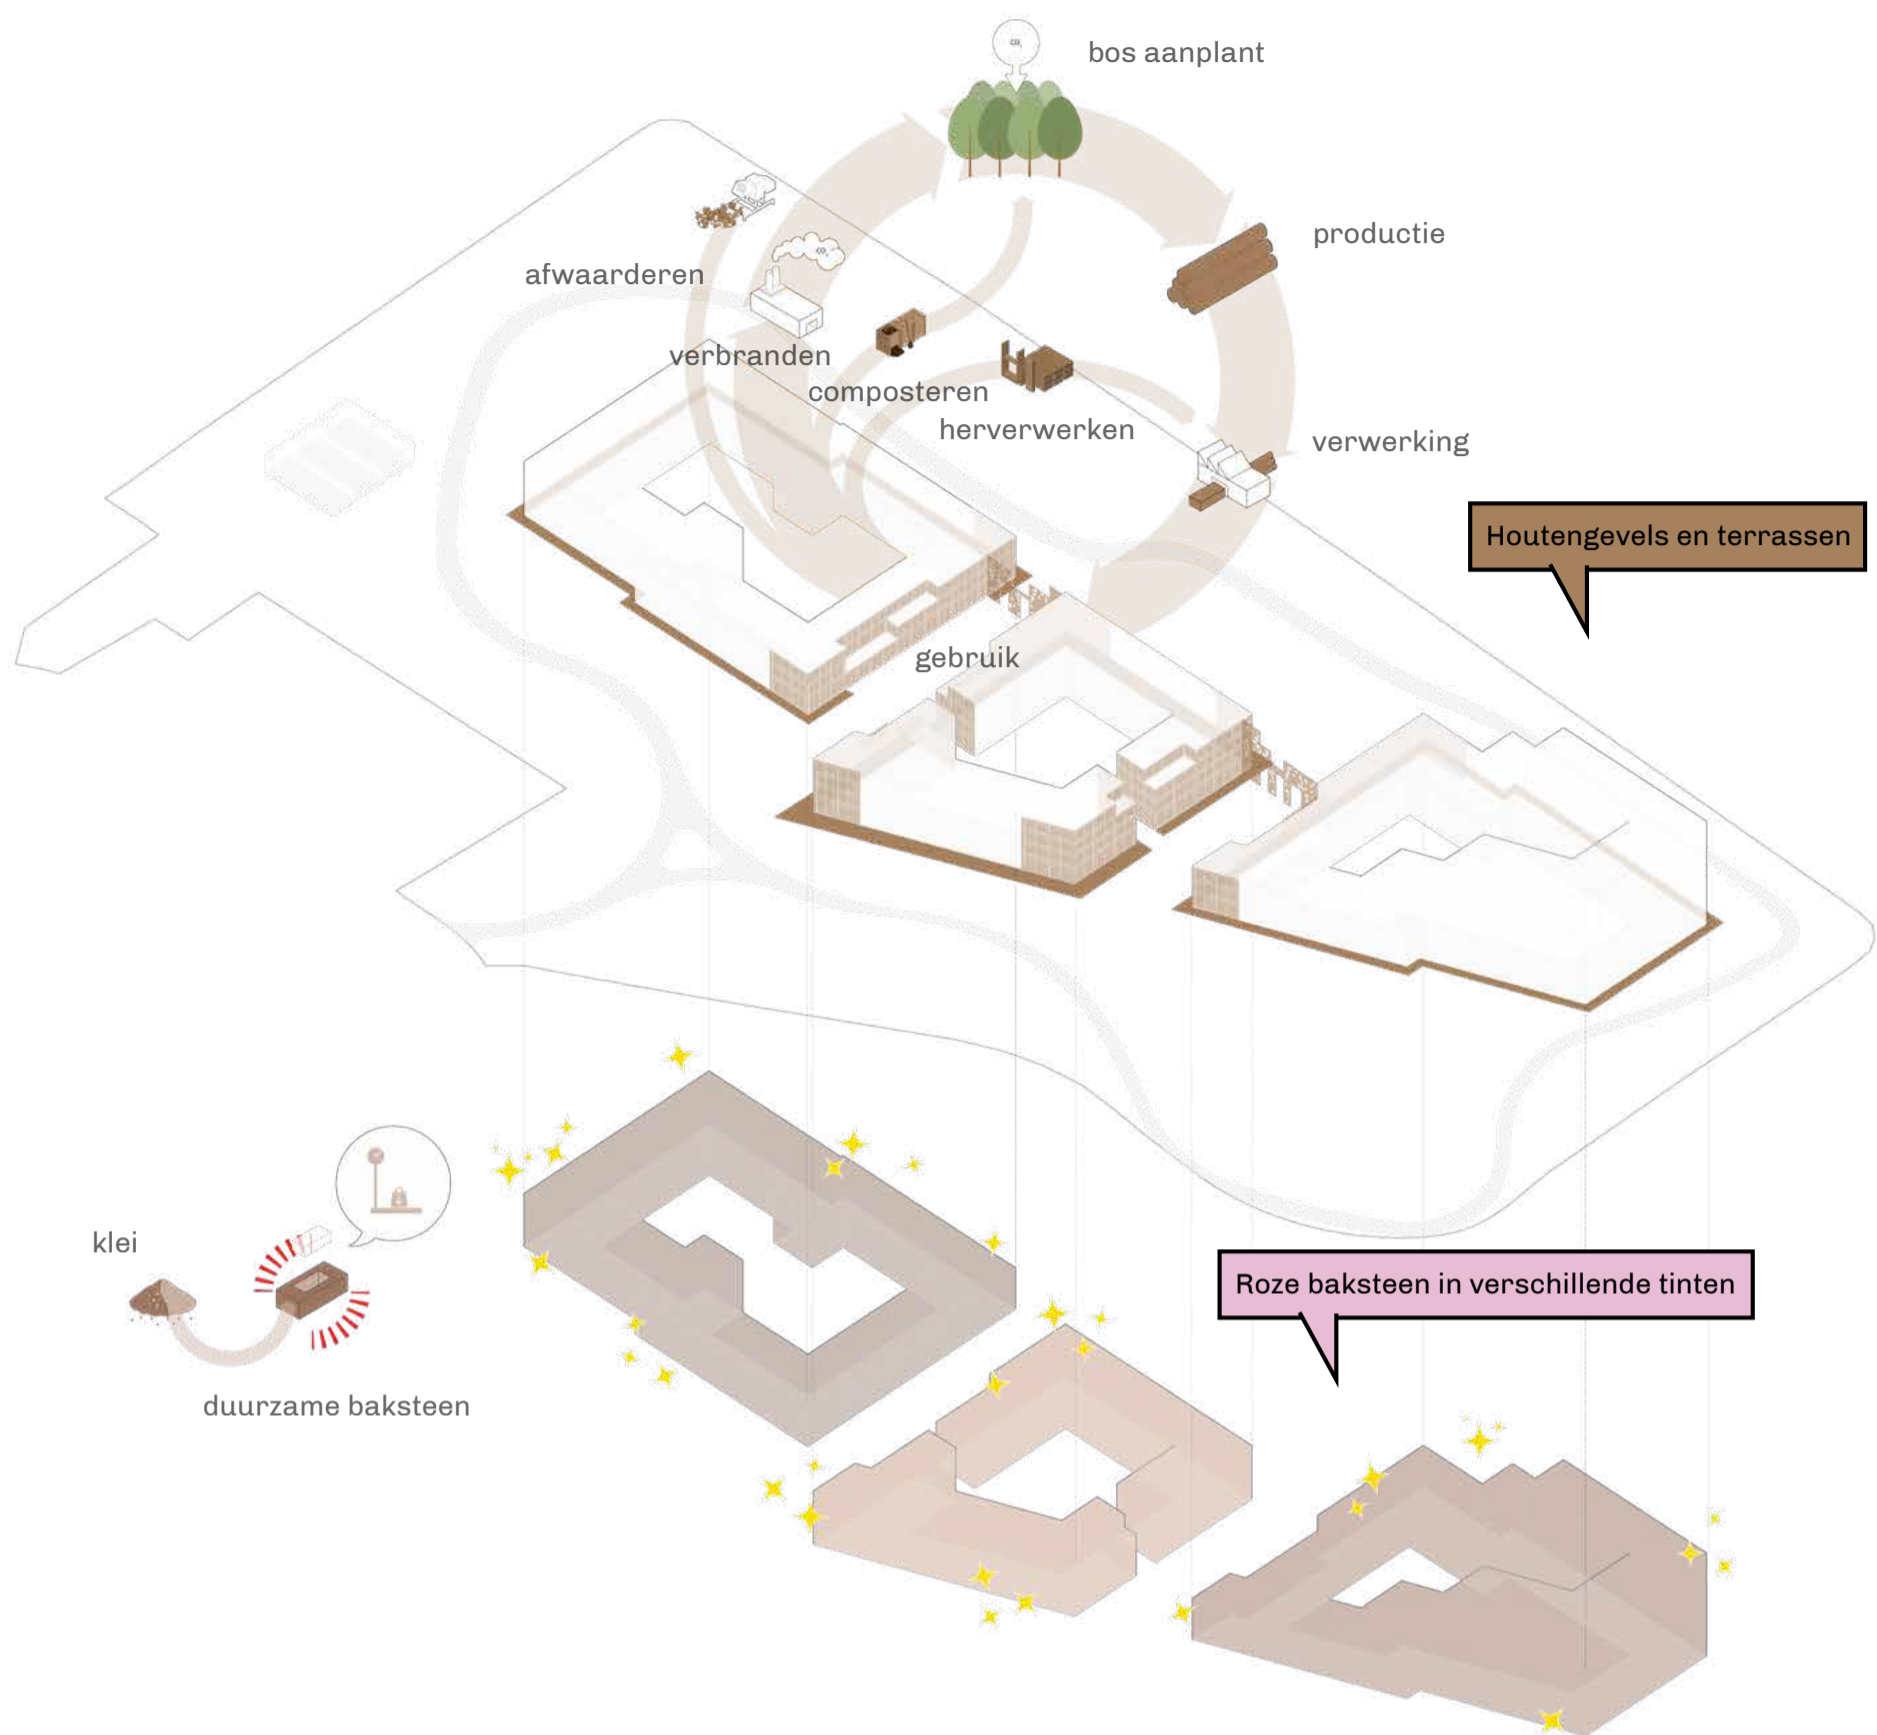 bos aanplant
productie
afwaarderen
verbranden
composteren
herverwerken
verwerking
Houtengevels en terrassen
gebruik
klei
Roze baksteen in verschillende tinten
duurzame baksteen